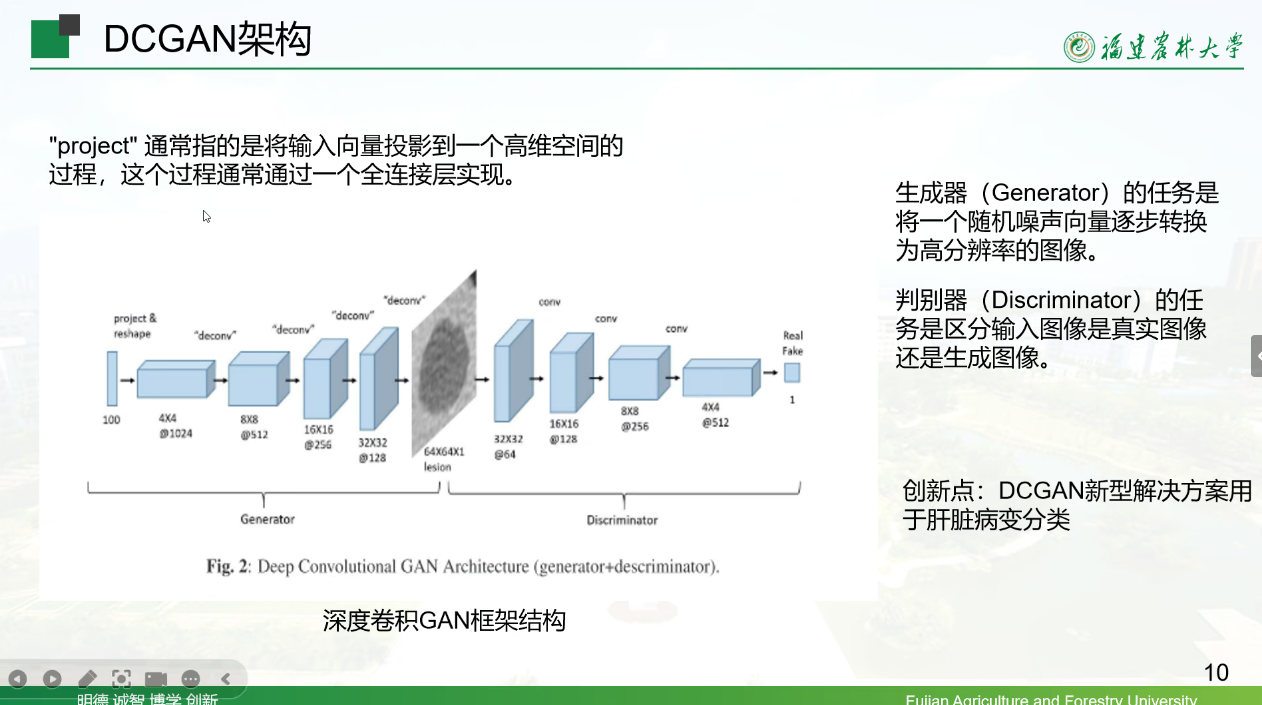 DCGAN架构
福建农林大学
"project" 通常指的是将输入向量投影到一个高维空间的
过程，这个过程通常通过一个全连接层实现。
生成器（Generator）的任务是
将一个随机噪声向量逐步转换
为高分辨率的图像。
判别器（Discriminator）的任
务是区分输入图像是真实图像
还是生成图像。
创新点：DCGAN新型解决方案用
于肝脏病变分类
project &
reshape
"deconv"
"deconv"
"deconv"
"deconv"
conv
conv
conv
Real
Fake
100
4X4
@1024
8X8
@512
16X16
@256
32X32
@128
64X64X1
lesion
32X32
@64
16X16
@128
8X8
@256
4X4
@512
1
Generator
Discriminator
Fig. 2: Deep Convolutional GAN Architecture (generator+descriminator).
深度卷积GAN框架结构
10
明德 诚智 博学 创新
Fujian Agriculture and Forestry University